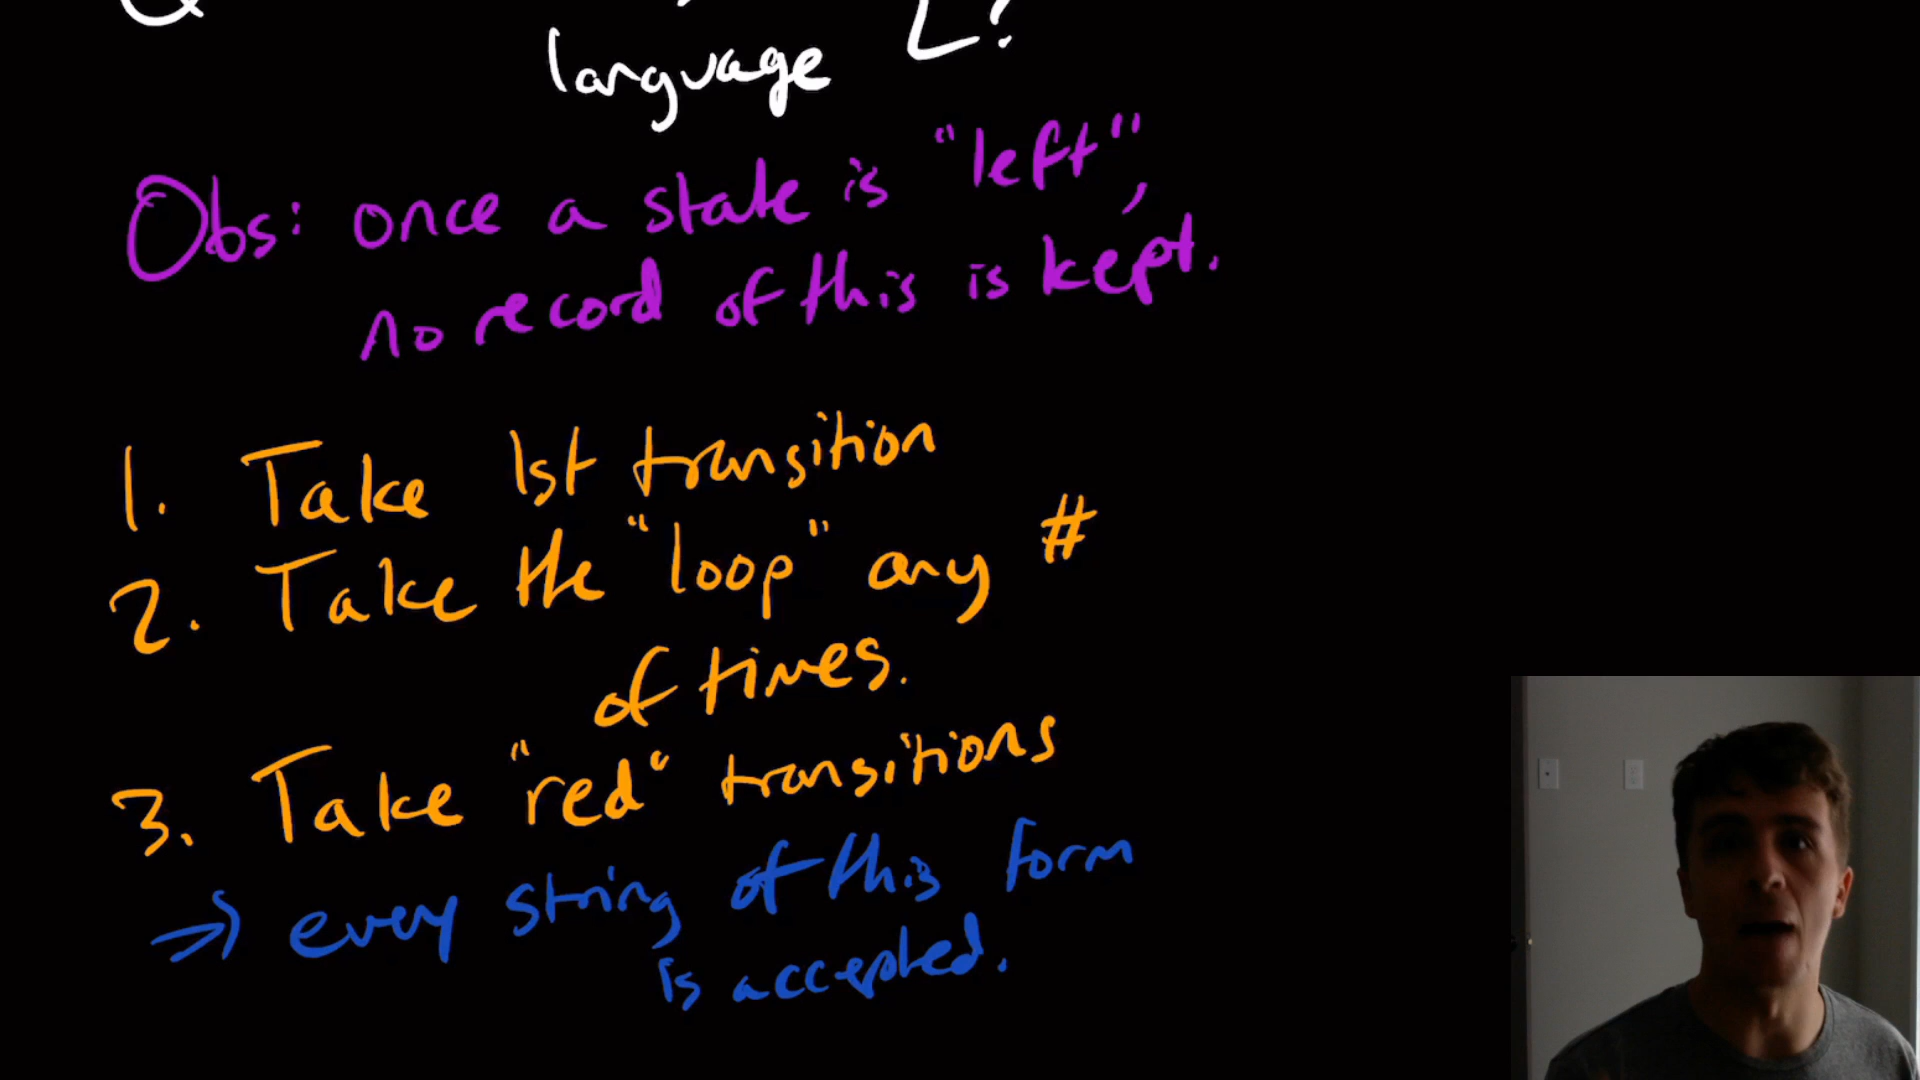 language L?
Obs: once a state is "left",
no record of this is kept.
1. Take 1st transition
2. Take the "loop" any #
of times.
3. Take "red" transitions
⇒ every string of this form
is accepted.